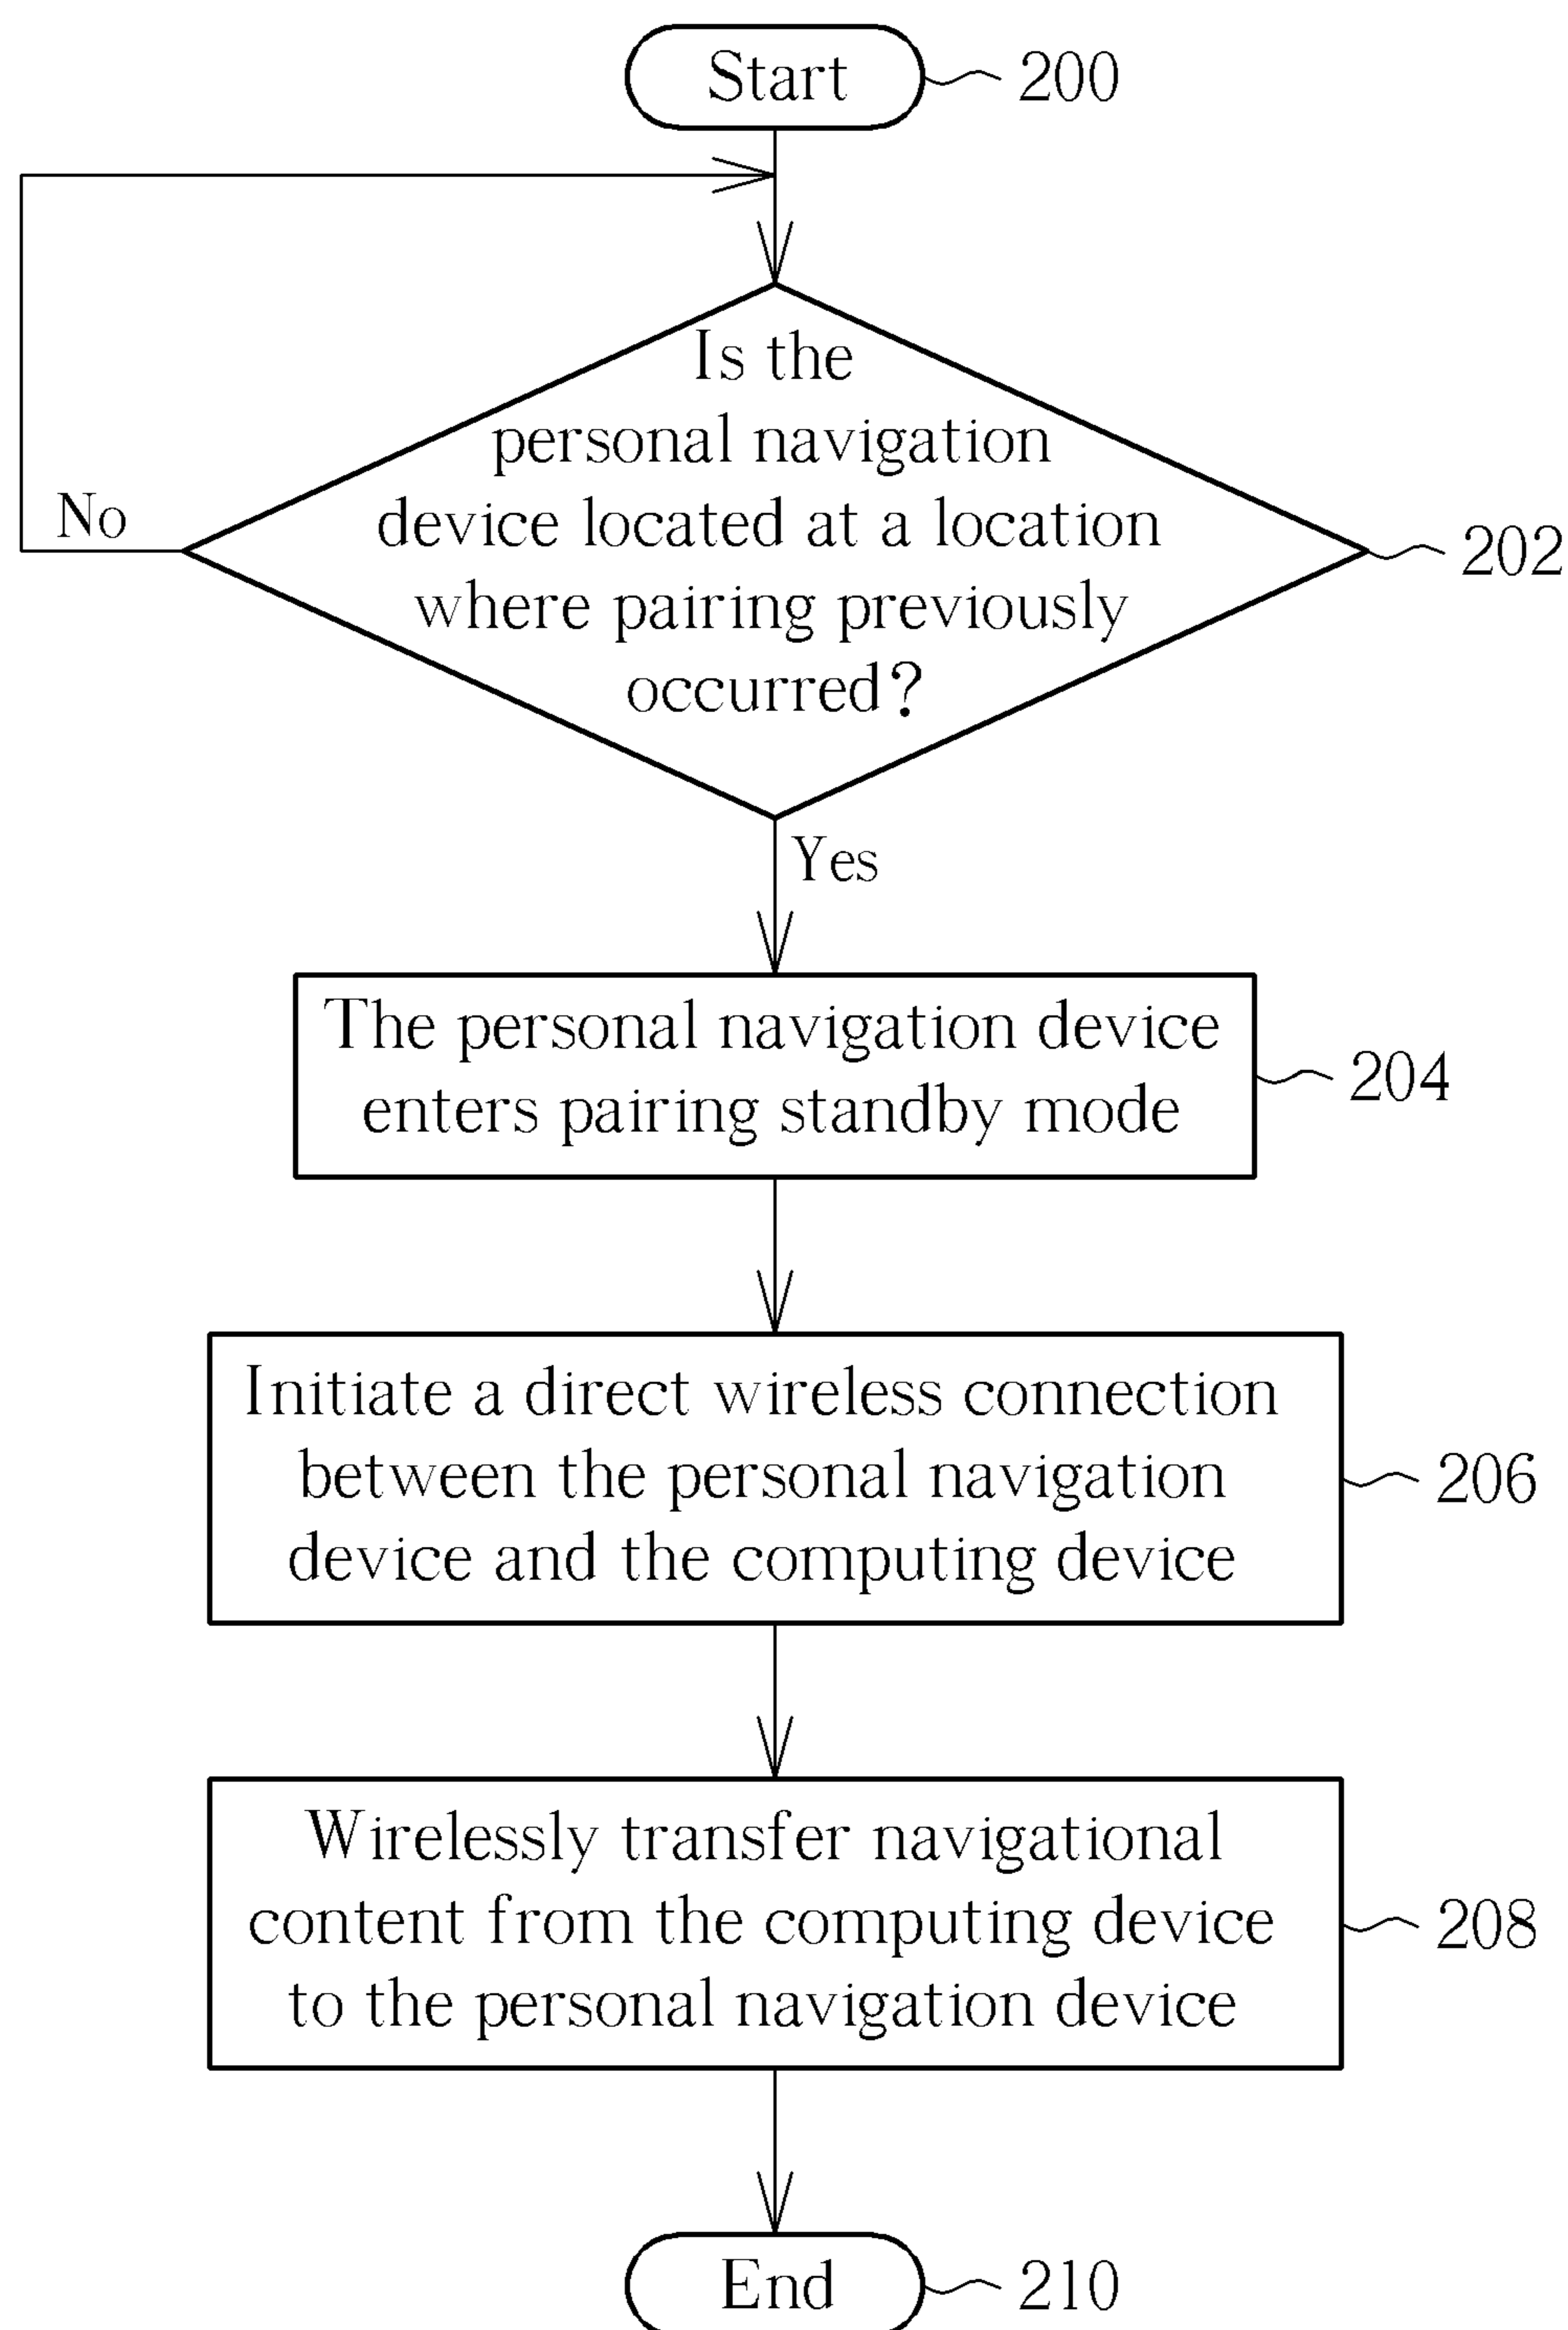 Start
200
Is the
personal navigation
device located at a location
where pairing previously
occurred?
No
202
Yes
The personal navigation device
enters pairing standby mode
204
Initiate a direct wireless connection
between the personal navigation
device and the computing device
206
Wirelessly transfer navigational
content from the computing device
to the personal navigation device
208
End
210